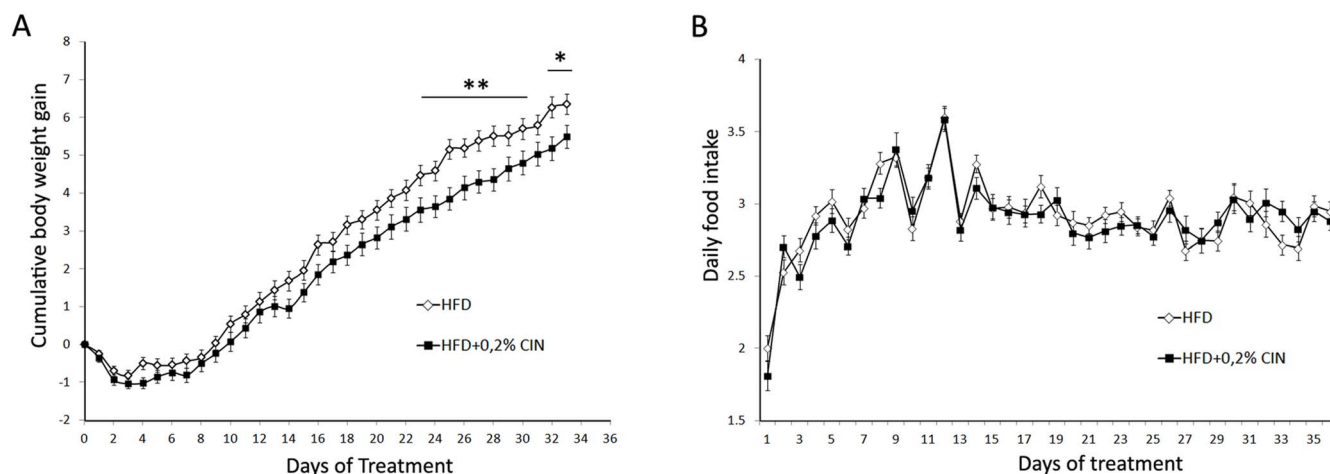 A
Cumulative body weight gain
8
7
6
5
4
3
2
1
0
-1
-2
**
*
HFD
HFD+0,2% CIN
0 2 4 6 8 10 12 14 16 18 20 22 24 26 28 30 32 34 36
Days of Treatment
B
Daily food intake
4
3.5
3
2.5
2
1.5
HFD
HFD+0,2% CIN
1 3 5 7 9 11 13 15 17 19 21 23 25 27 29 31 33 35
Days of treatment